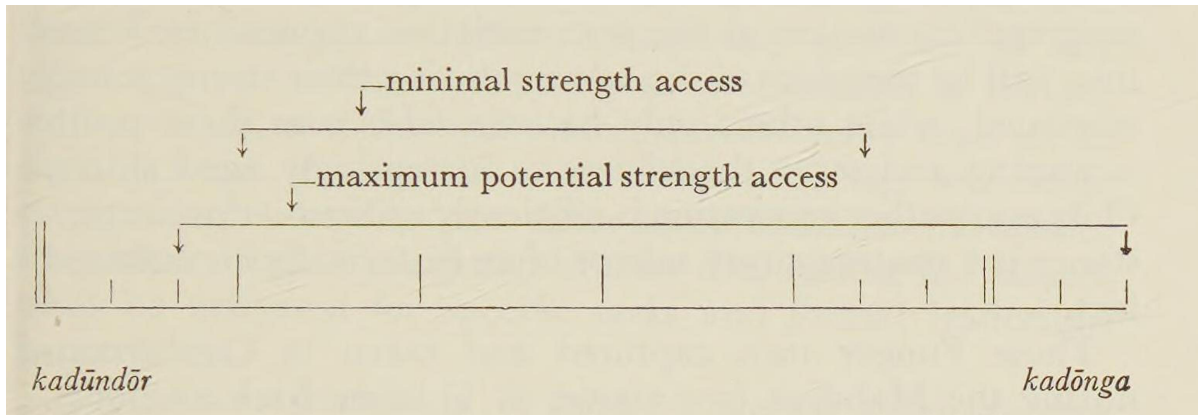 minimal strength access
maximum potential strength access
kadūndōr
kadōnga